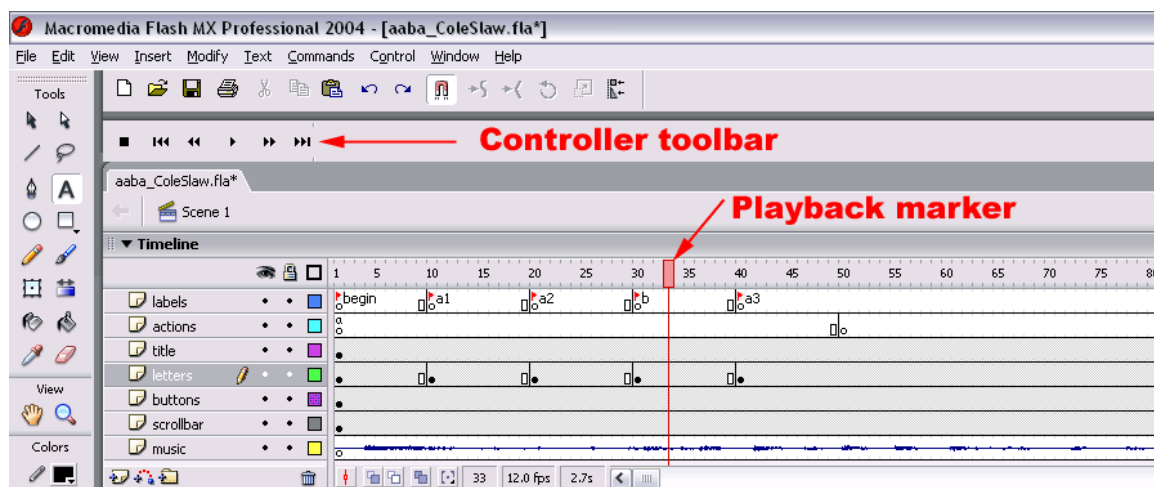 Macromedia Flash MX Professional 2004 - [aaba_ColeSlaw.fla*]
File Edit View Insert Modify Text Commands Control Window Help
Tools
Controller toolbar
aaba_ColeSlaw.fla*
Scene 1
Playback marker
Timeline
1 5 10 15 20 25 30 35 40 45 50 55 60 65 70 75 80
labels begin a1 a2 b a3
actions a
title
letters
buttons
View
scrollbar
Colors
music
33 12.0 fps 2.7s